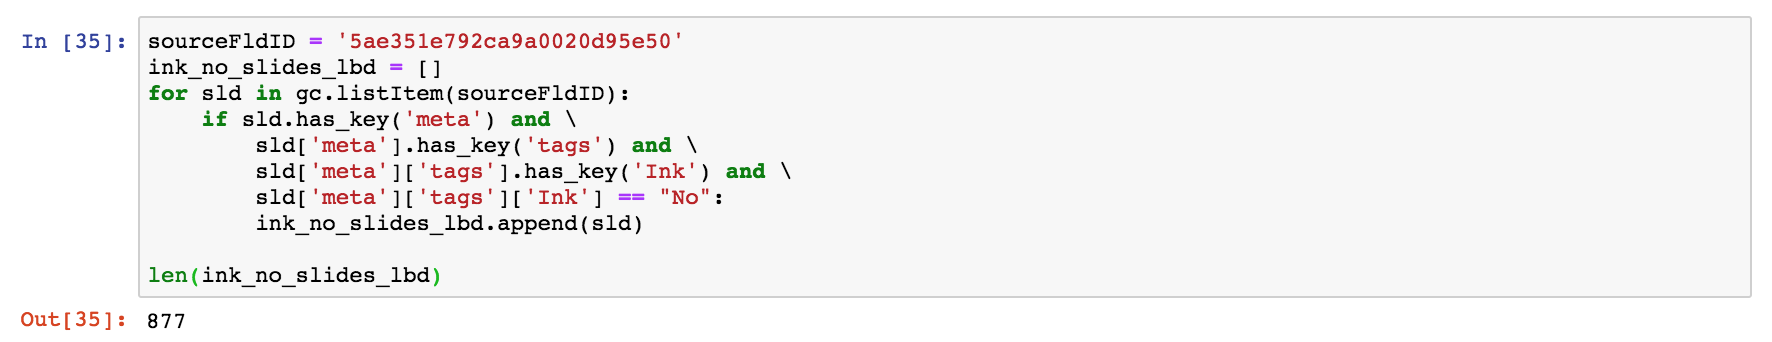 In [35]: sourceFldID = '5ae351e792ca9a0020d95e50'
ink_no_slides_lbd = []
for sld in gc.listItem(sourceFldID):
    if sld.has_key('meta') and \
        sld['meta'].has_key('tags') and \
        sld['meta']['tags'].has_key('Ink') and \
        sld['meta']['tags']['Ink'] == "No":
        ink_no_slides_lbd.append(sld)
len(ink_no_slides_lbd)
Out[35]: 877